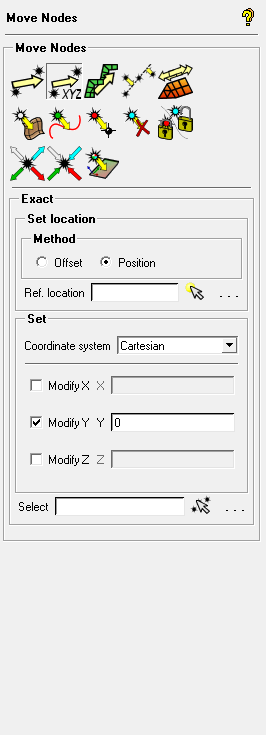 Move Nodes
Move Nodes
XYZ
Exact
Set location
Method
Offset Position
Ref. location ...
Set
Coordinate system Cartesian
Modify X X
Modify Y Y 0
Modify Z Z
Select ...